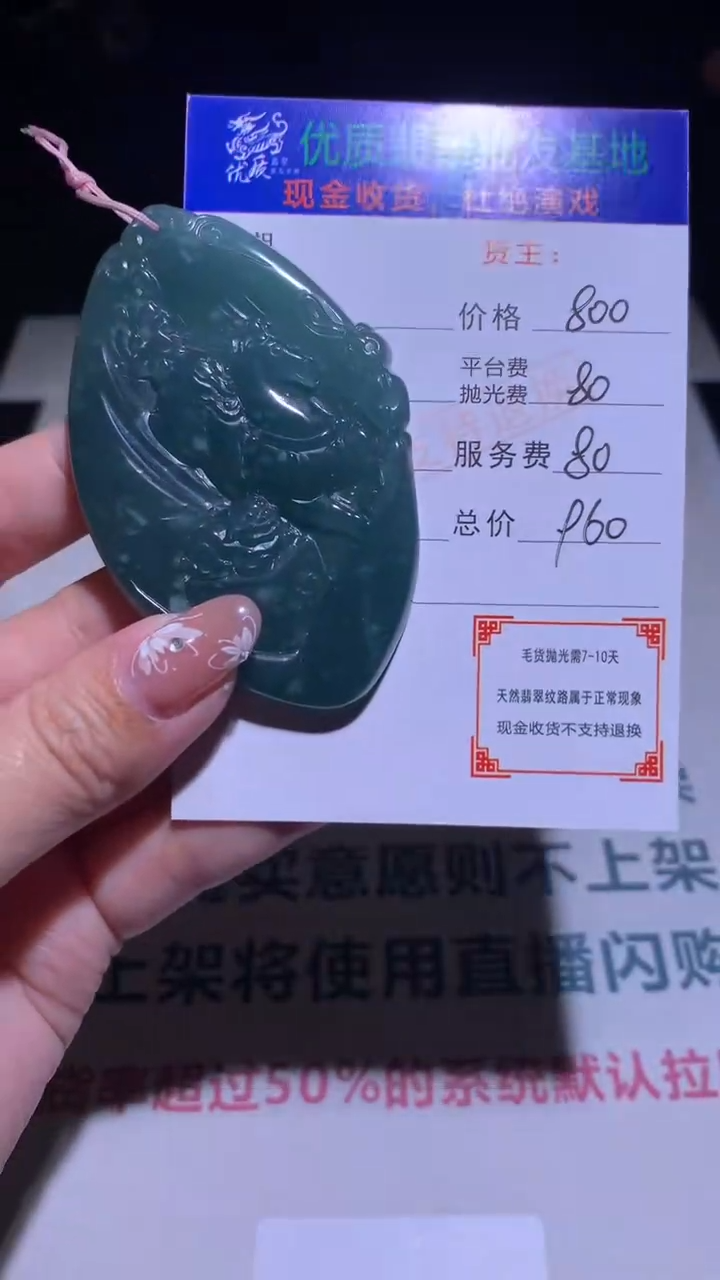 优质
优质翡翠批发基地
现金收货，杜绝演戏
货主：
价格 800
平台费
抛光费 80
服务费 80
总价 960
毛货抛光需7-10天
天然翡翠纹路属于正常现象
现金收货不支持退换
实意愿则不上架
上架将使用直播闪购
货率超过50%的系统默认拉